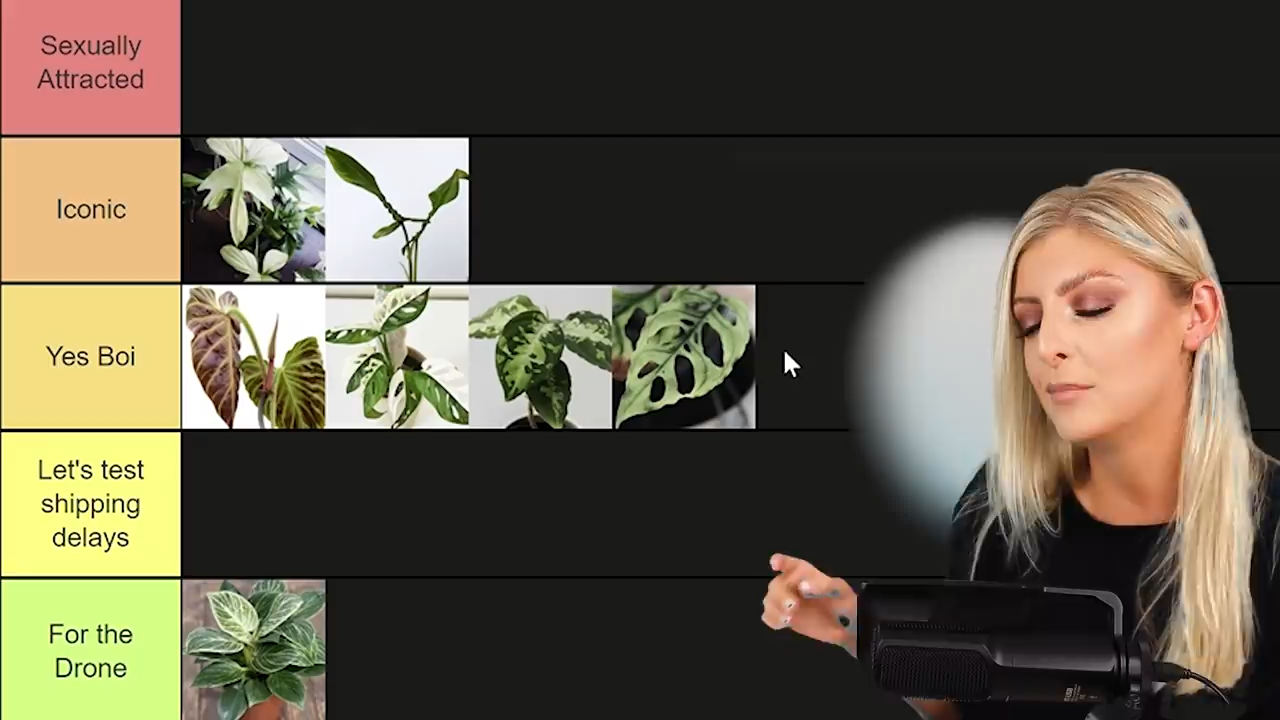 Sexually
Attracted
Iconic
Yes Boi
Let's test
shipping
delays
For the
Drone